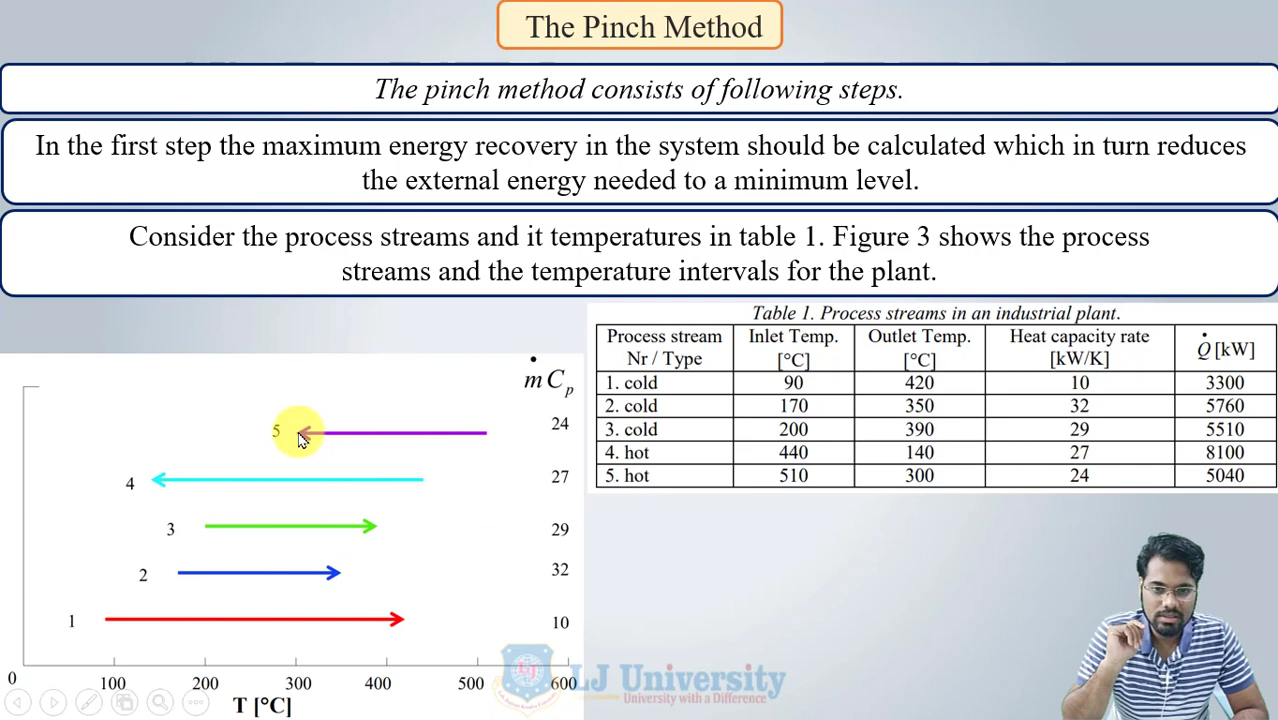 The Pinch Method
The pinch method consists of following steps.
In the first step the maximum energy recovery in the system should be calculated which in turn reduces
the external energy needed to a minimum level.
Consider the process streams and it temperatures in table 1. Figure 3 shows the process
streams and the temperature intervals for the plant.
Table 1. Process streams in an industrial plant.
Process stream Nr / Type Inlet Temp. [°C] Outlet Temp. [°C] Heat capacity rate [kW/K] Q̇ [kW]
1. cold 90 420 10 3300
2. cold 170 350 32 5760
3. cold 200 390 29 5510
4. hot 440 140 27 8100
5. hot 510 300 24 5040
ṁ Cp
5 24
4 27
3 29
2 32
1 10
0 100 200 300 400 500 600
T [°C]
LJ University
University with a Difference